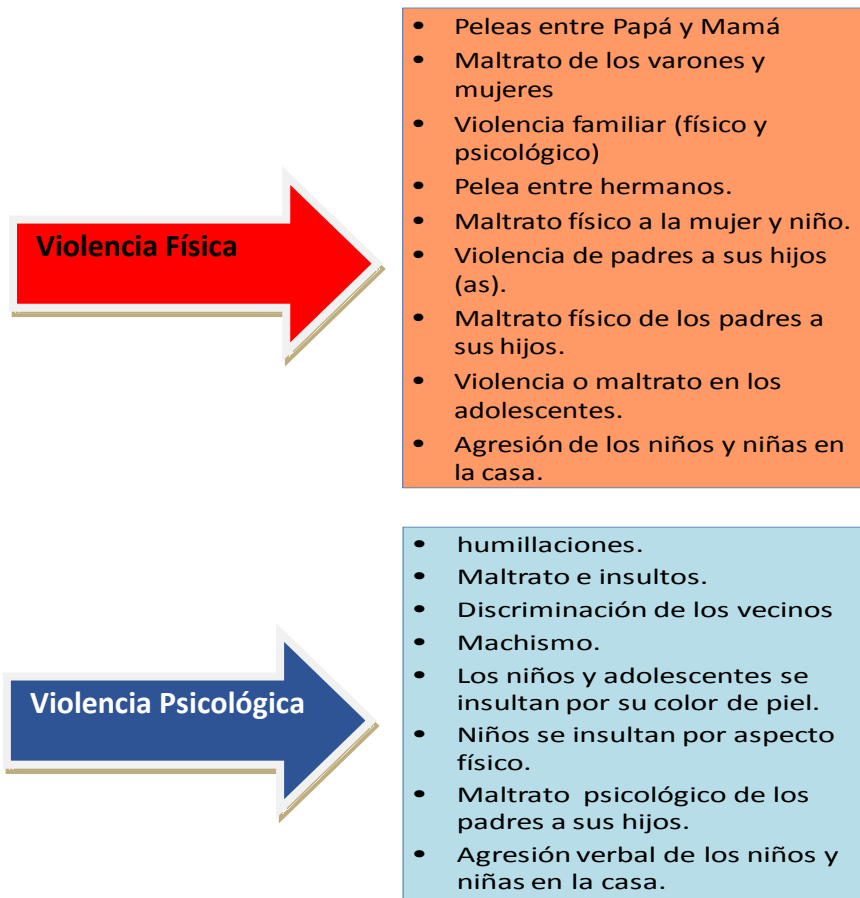 Violencia Física
• Peleas entre Papá y Mamá
• Maltrato de los varones y
mujeres
• Violencia familiar (físico y
psicológico)
• Pelea entre hermanos.
• Maltrato físico a la mujer y niño.
• Violencia de padres a sus hijos
(as).
• Maltrato físico de los padres a
sus hijos.
• Violencia o maltrato en los
adolescentes.
• Agresión de los niños y niñas en
la casa.
Violencia Psicológica
• humillaciones.
• Maltrato e insultos.
• Discriminación de los vecinos
• Machismo.
• Los niños y adolescentes se
insultan por su color de piel.
• Niños se insultan por aspecto
físico.
• Maltrato psicológico de los
padres a sus hijos.
• Agresión verbal de los niños y
niñas en la casa.